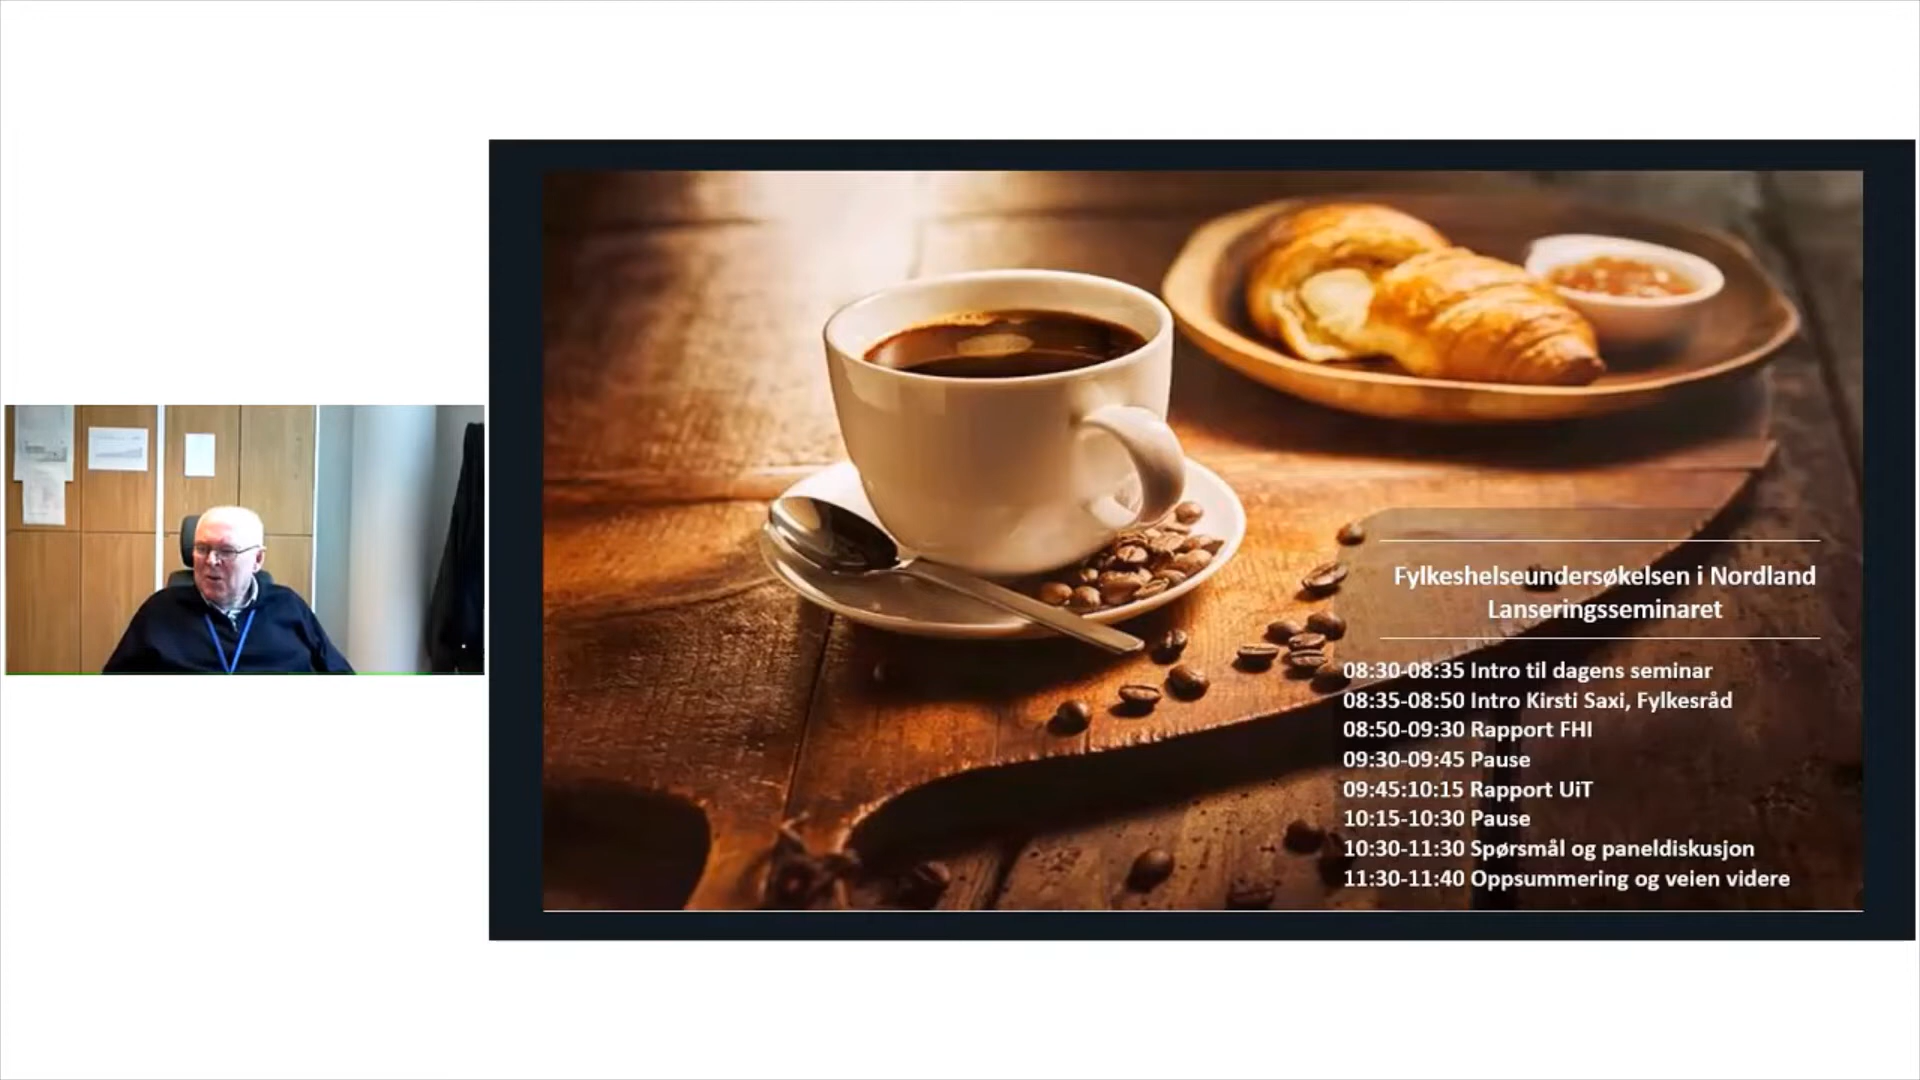 Fylkeshelseundersøkelsen i Nordland
Lanseringsseminaret
08:30-08:35 Intro til dagens seminar
08:35-08:50 Intro Kirsti Saxi, Fylkesråd
08:50-09:30 Rapport FHI
09:30-09:45 Pause
09:45:10:15 Rapport UiT
10:15-10:30 Pause
10:30-11:30 Spørsmål og paneldiskusjon
11:30-11:40 Oppsummering og veien videre